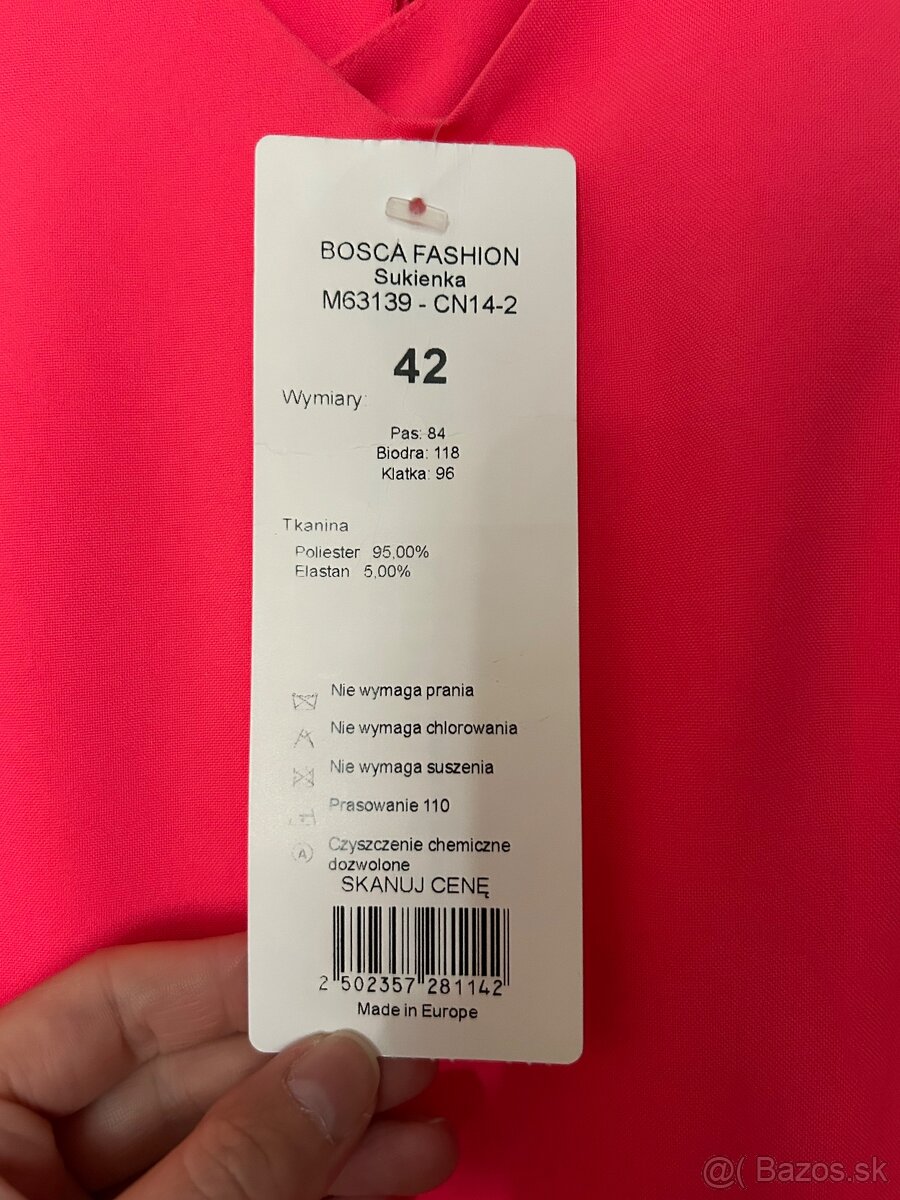 BOSCA FASHION
Sukienka
M63139 - CN14-2
42
Wymiary:
Pas: 84
Biodra: 118
Klatka: 96
Tkanina
Poliester 95,00%
Elastan 5,00%
Nie wymaga prania
Nie wymaga chlorowania
Nie wymaga suszenia
Prasowanie 110
A Czyszczenie chemiczne
dozwolone
SKANUJ CENĘ
2 502357 281142
Made in Europe
@( Bazos.sk